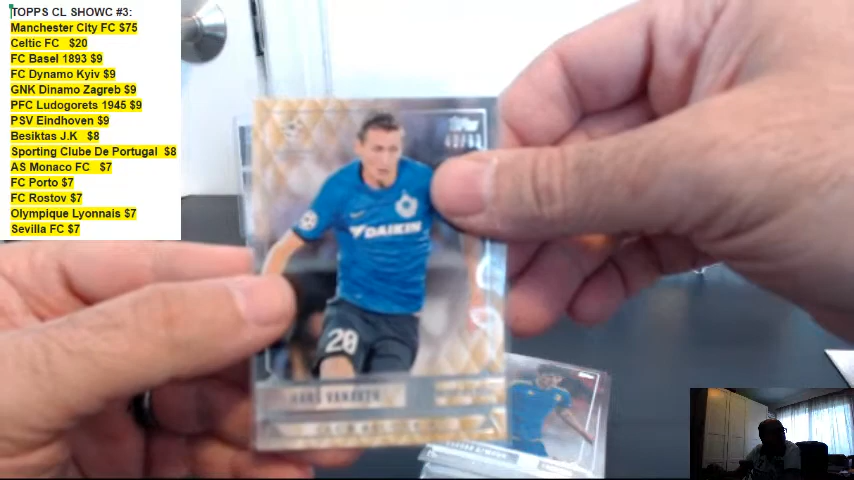 TOPPS CL SHOWC #3:
Manchester City FC $75
Celtic FC $20
FC Basel 1893 $9
FC Dynamo Kyiv $9
GNK Dinamo Zagreb $9
PFC Ludogorets 1945 $9
PSV Eindhoven $9
Besiktas J.K $8
Sporting Clube De Portugal $8
AS Monaco FC $7
FC Porto $7
FC Rostov $7
Olympique Lyonnais $7
Sevilla FC $7
Topps
DAIKIN
20